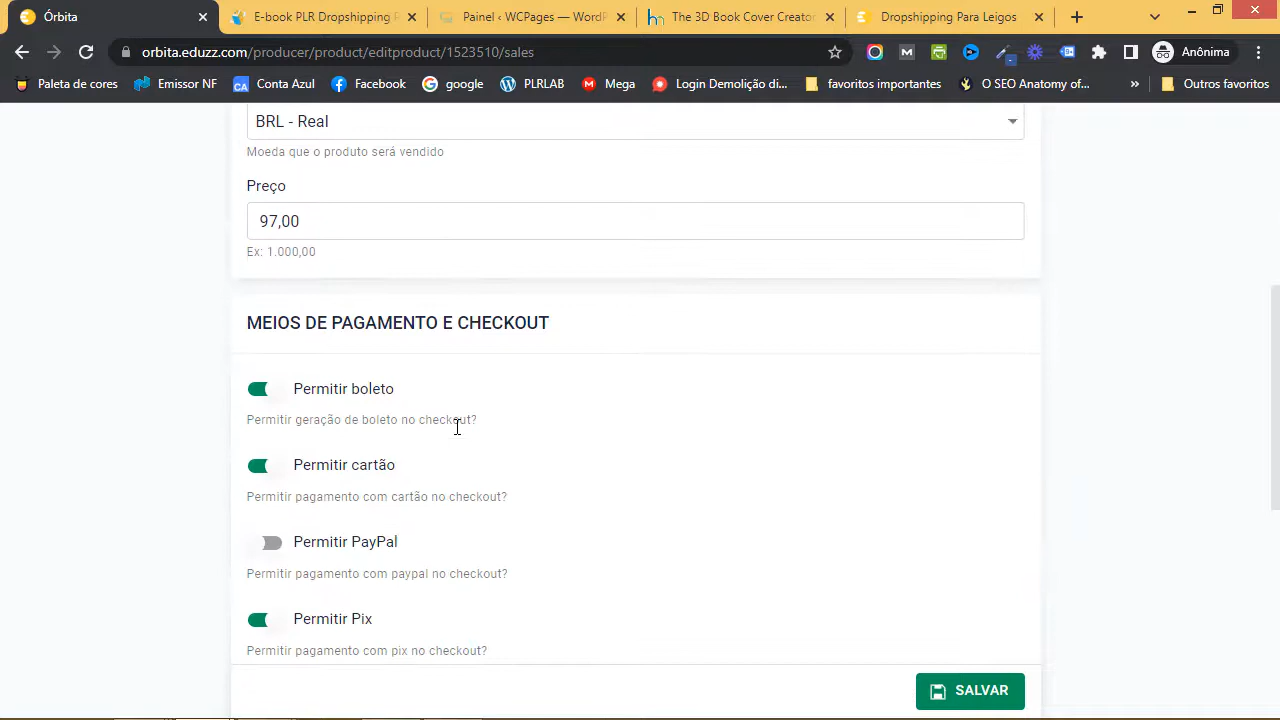 Órbita
E-book PLR Dropshipping P
Painel ‹ WCPages — WordP
The 3D Book Cover Creator
Dropshipping Para Leigos
orbita.eduzz.com/producer/product/editproduct/1523510/sales
Anônima
Paleta de cores
Emissor NF
CA
Conta Azul
Facebook
google
PLRLAB
Mega
Login Demolição di...
favoritos importantes
O SEO Anatomy of...
»
Outros favoritos
BRL - Real
Moeda que o produto será vendido
Preço
97,00
Ex: 1.000,00
MEIOS DE PAGAMENTO E CHECKOUT
Permitir boleto
Permitir geração de boleto no checkout?
Permitir cartão
Permitir pagamento com cartão no checkout?
Permitir PayPal
Permitir pagamento com paypal no checkout?
Permitir Pix
Permitir pagamento com pix no checkout?
SALVAR